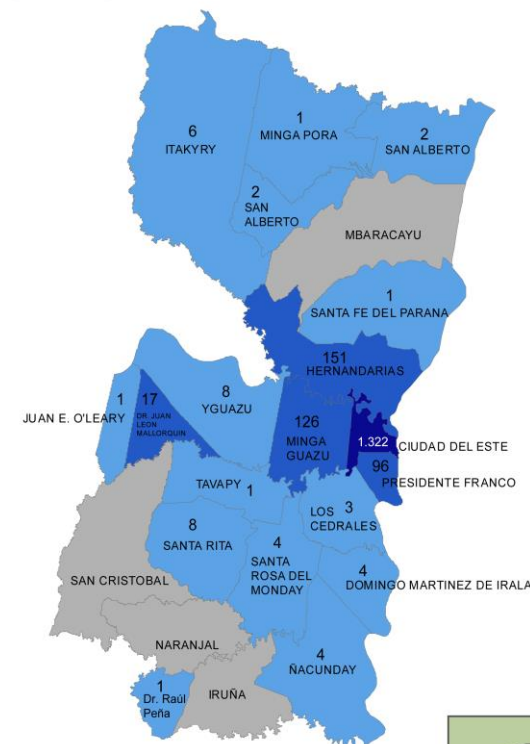 6
ITAKYRY
1
MINGA PORA
2
SAN ALBERTO
2
SAN
ALBERTO
MBARACAYU
1
SANTA FE DEL PARANA
151
HERNANDARIAS
1
JUAN E. O'LEARY
17
DR. JUAN
LEON
MALLORQUIN
8
YGUAZU
126
MINGA
GUAZU
1.322
CIUDAD DEL ESTE
96
PRESIDENTE FRANCO
TAVAPY 1
LOS 3
CEDRALES
8
SANTA RITA
4
SANTA
ROSA DEL
MONDAY
4
DOMINGO MARTINEZ DE IRALA
SAN CRISTOBAL
NARANJAL
4
ÑACUNDAY
1
Dr. Raúl
Peña
IRUÑA